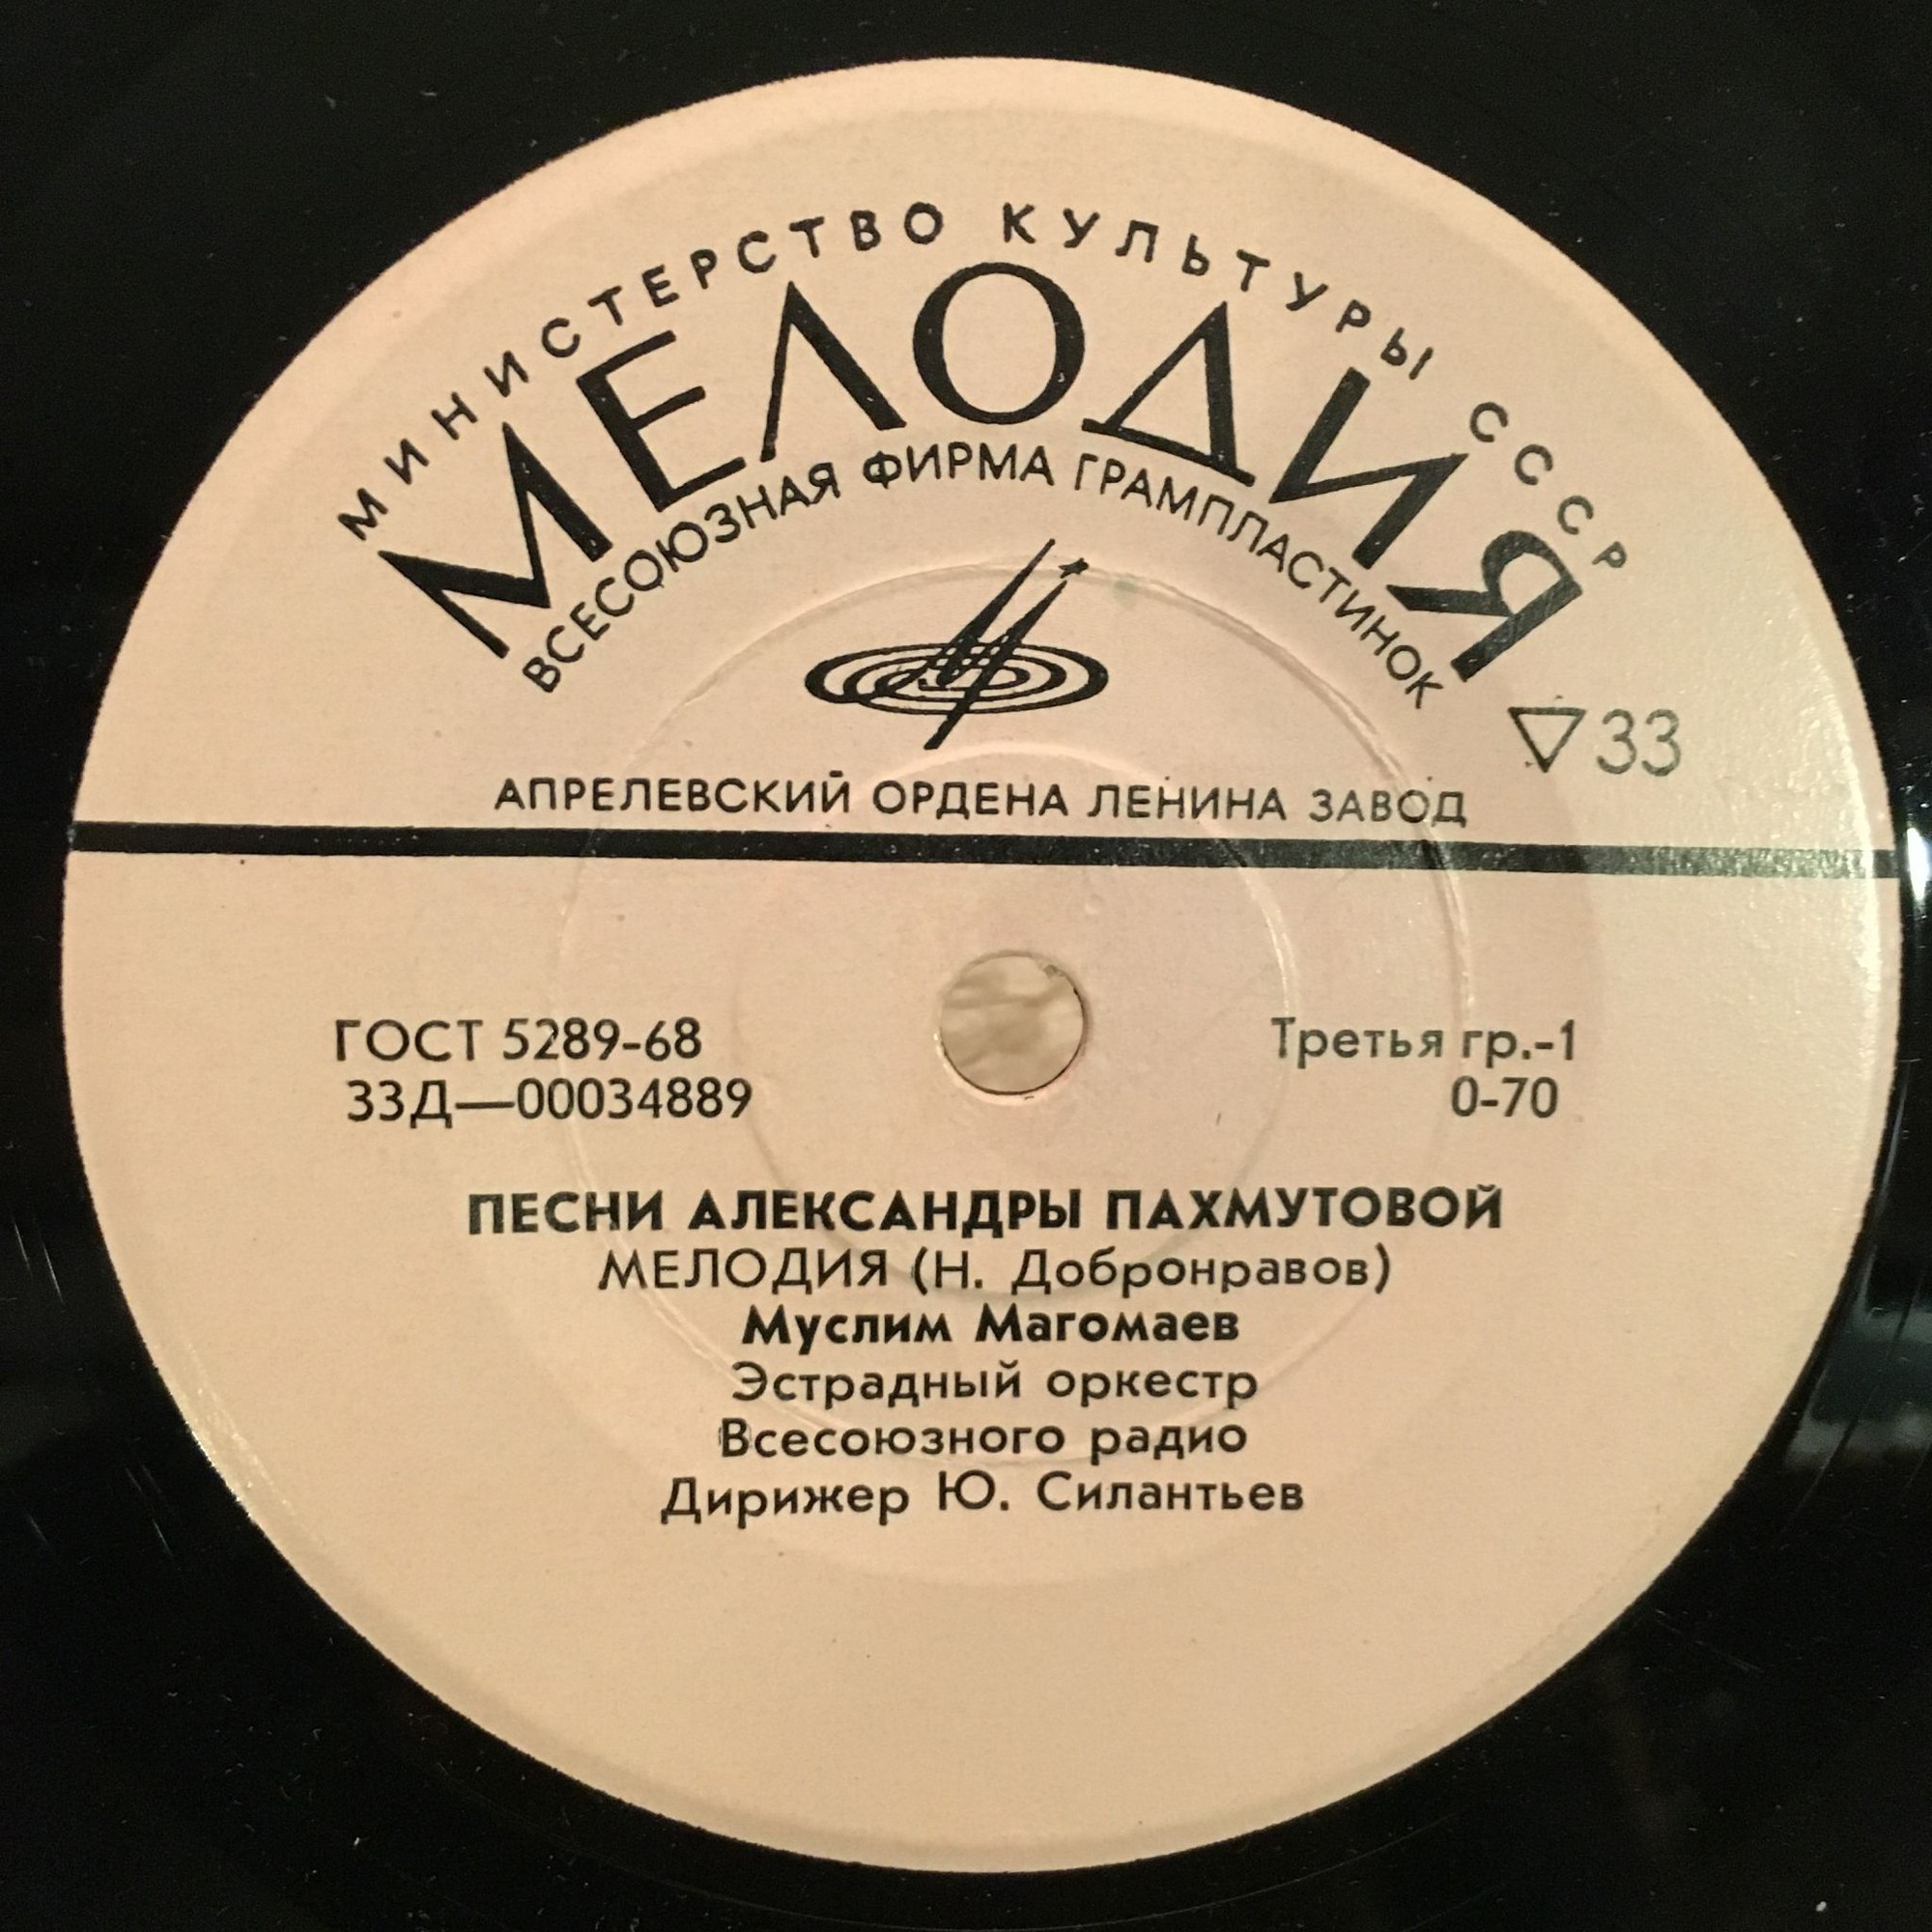 МИНИСТЕРСТВО КУЛЬТУРЫ СССР
МЕЛОДИЯ
ВСЕСОЮЗНАЯ ФИРМА ГРАМПЛАСТИНОК
33
АПРЕЛЕВСКИЙ ОРДЕНА ЛЕНИНА ЗАВОД
ГОСТ 5289-68
Третья гр.-1
33Д—00034889
0-70
ПЕСНИ АЛЕКСАНДРЫ ПАХМУТОВОЙ
МЕЛОДИЯ (Н. Добронравов)
Муслим Магомаев
Эстрадный оркестр
Всесоюзного радио
Дирижер Ю. Силантьев